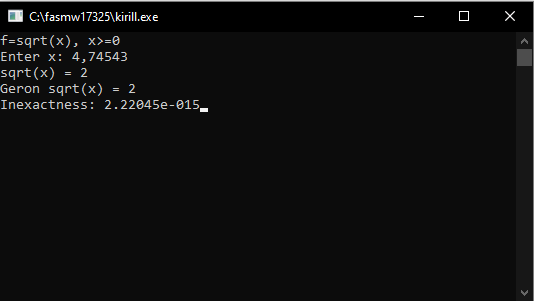 C:\fasmw17325\kirill.exe
f=sqrt(x), x>=0
Enter x: 4,74543
sqrt(x) = 2
Geron sqrt(x) = 2
Inexactness: 2.22045e-015